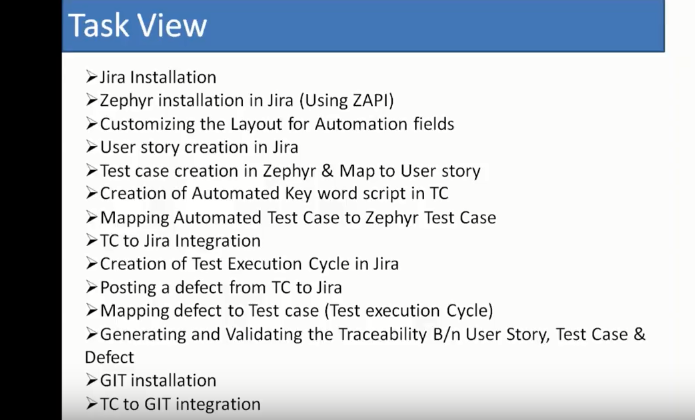 Task View
➢Jira Installation
➢Zephyr installation in Jira (Using ZAPI)
➢Customizing the Layout for Automation fields
➢User story creation in Jira
➢Test case creation in Zephyr & Map to User story
➢Creation of Automated Key word script in TC
➢Mapping Automated Test Case to Zephyr Test Case
➢TC to Jira Integration
➢Creation of Test Execution Cycle in Jira
➢Posting a defect from TC to Jira
➢Mapping defect to Test case (Test execution Cycle)
➢Generating and Validating the Traceability B/n User Story, Test Case &
Defect
➢GIT installation
➢TC to GIT integration